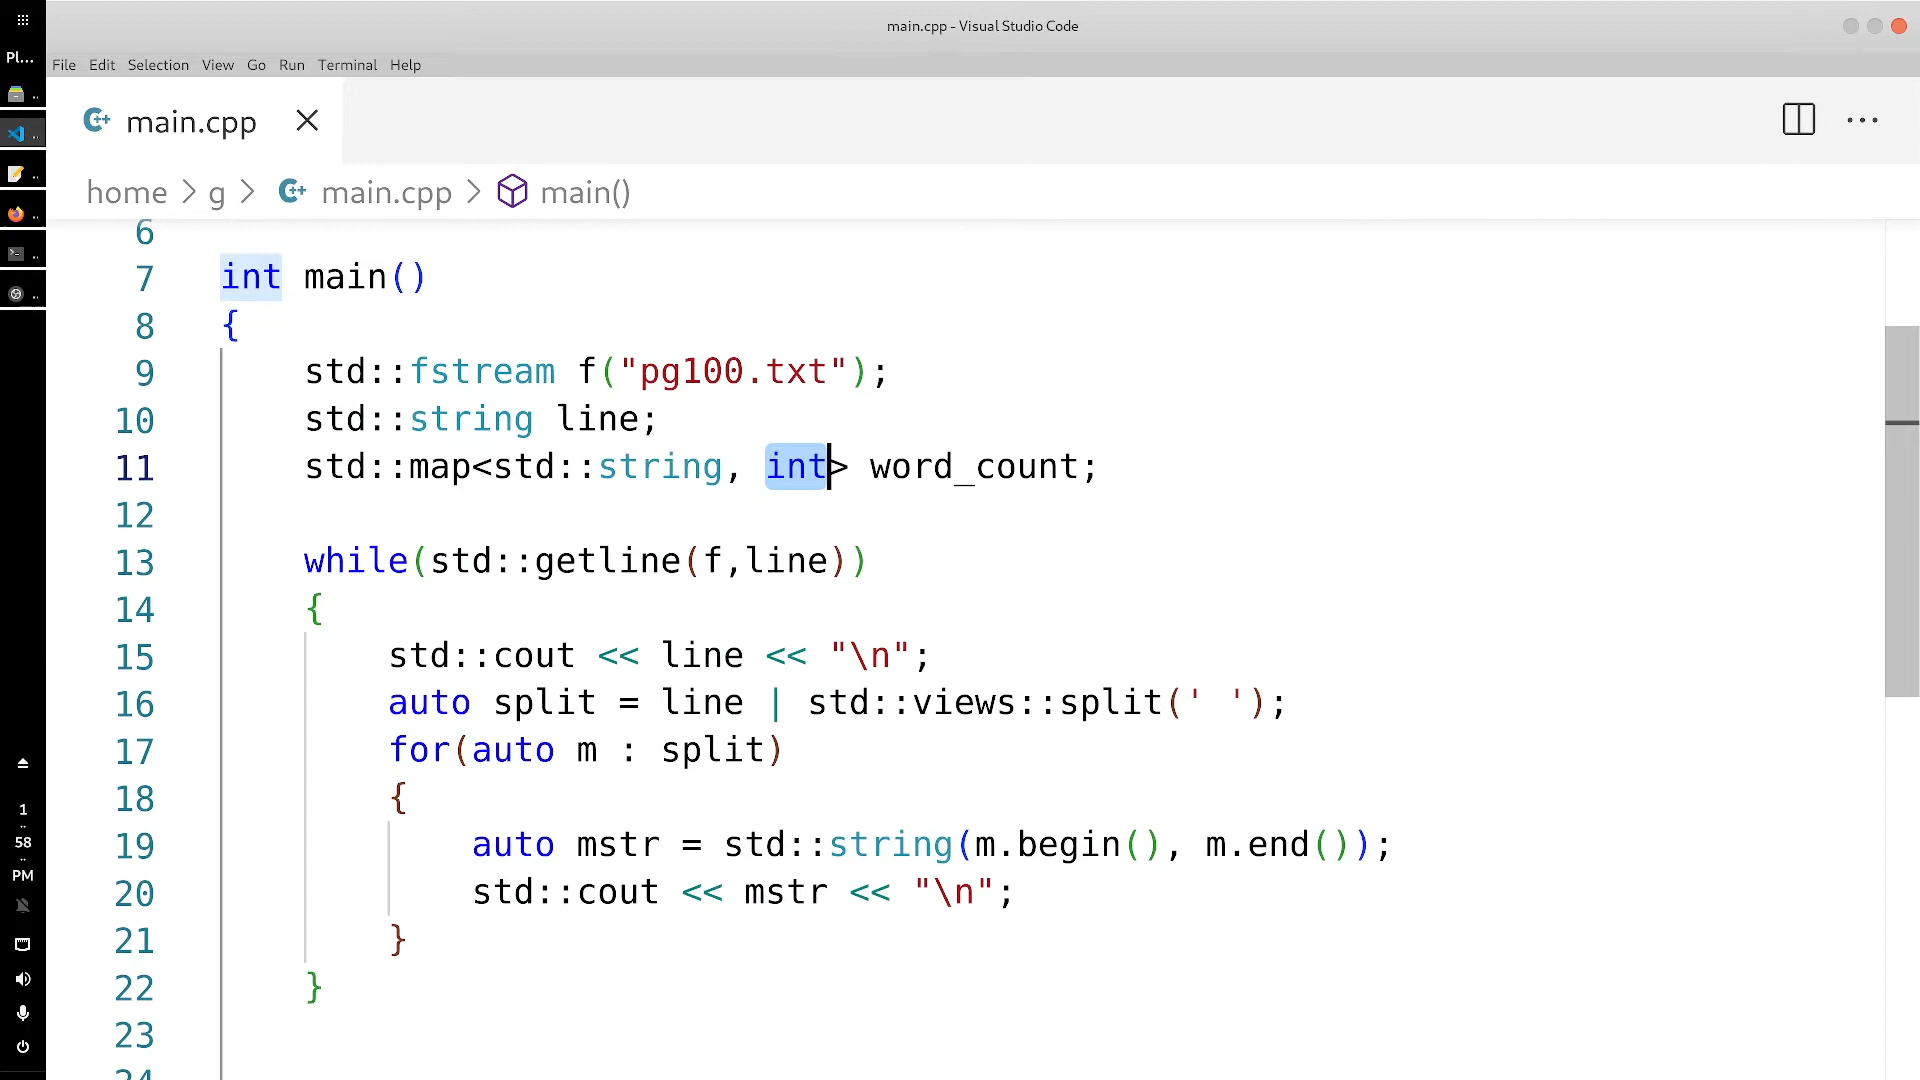 main.cpp - Visual Studio Code
Pl...
File Edit Selection View Go Run Terminal Help
main.cpp
home > g > main.cpp > main()
6
7 int main()
8 {
9 std::fstream f("pg100.txt");
10 std::string line;
11 std::map<std::string, int> word_count;
12
13 while(std::getline(f,line))
14 {
15 std::cout << line << "\n";
16 auto split = line | std::views::split(' ');
17 for(auto m : split)
18 {
19 auto mstr = std::string(m.begin(), m.end());
20 std::cout << mstr << "\n";
21 }
22 }
23
24
1
58
PM